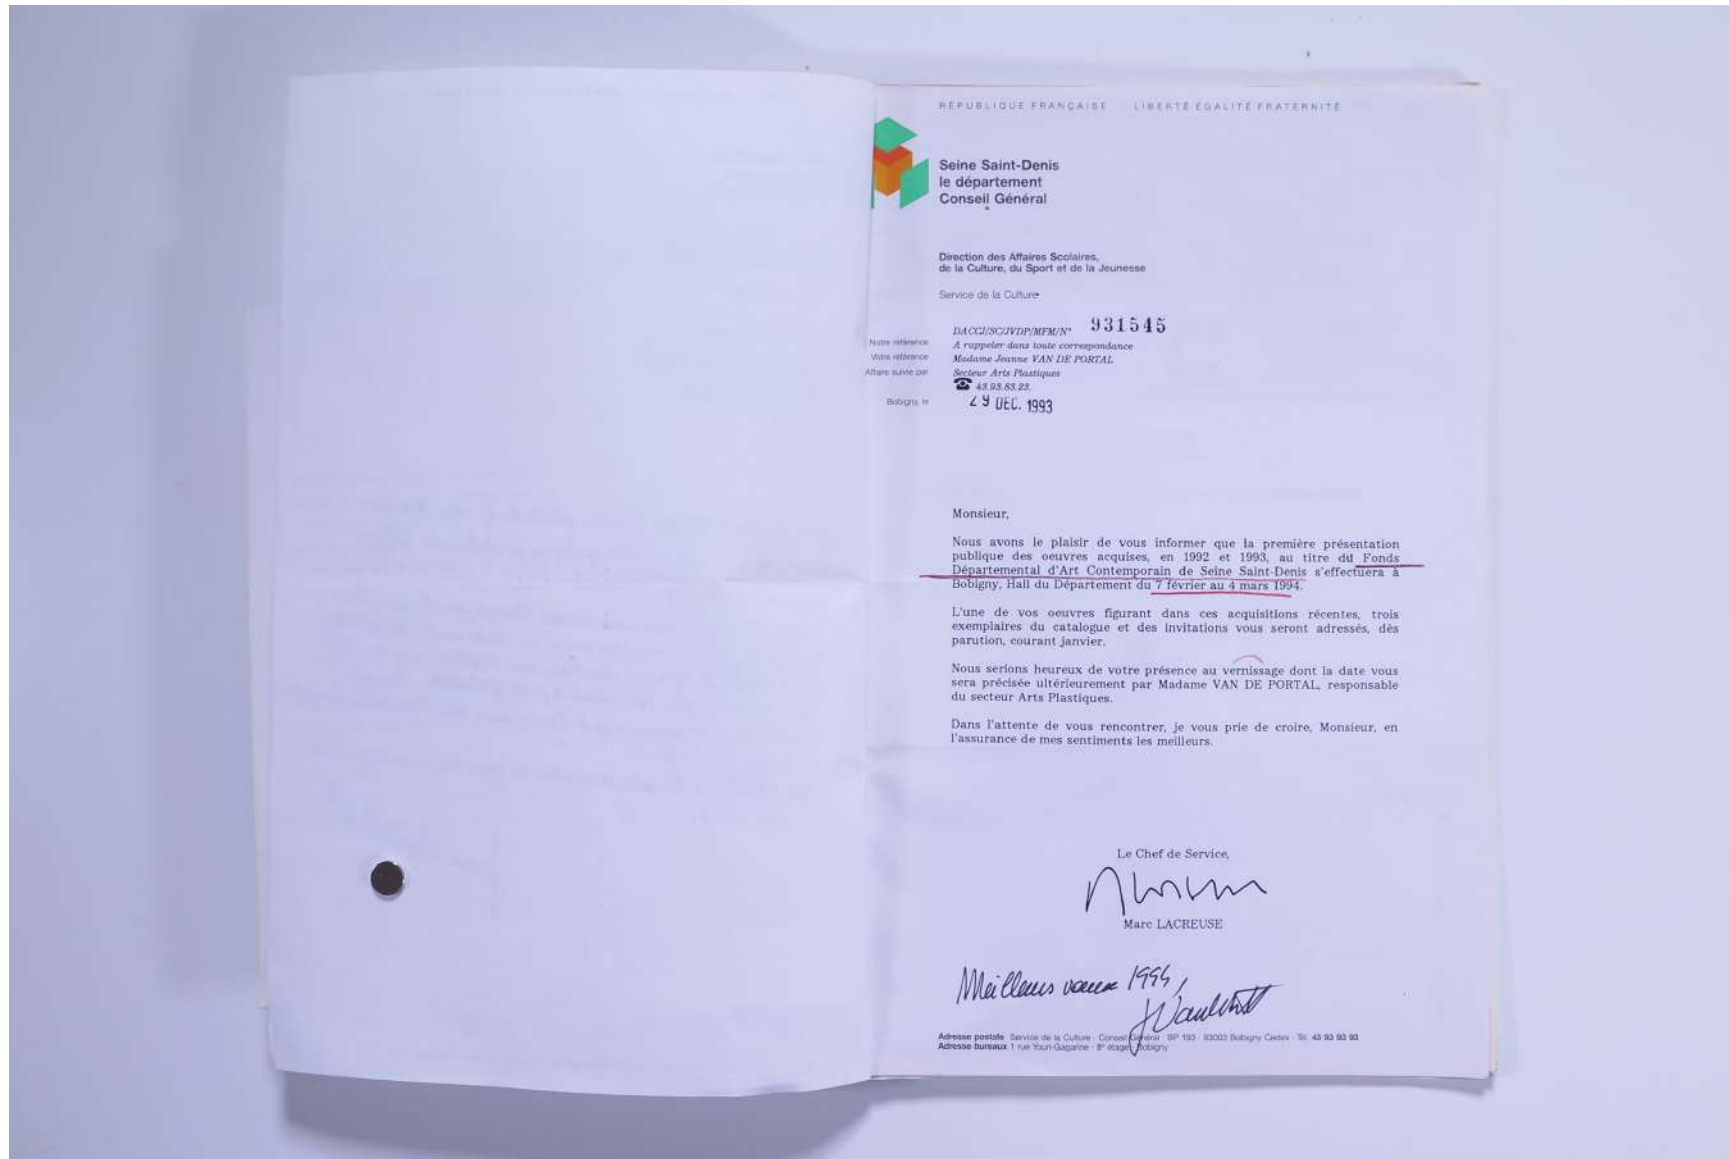 RÉPUBLIQUE FRANÇAISE LIBERTÉ ÉGALITÉ FRATERNITÉ
Seine Saint-Denis
le département
Conseil Général
Direction des Affaires Scolaires,
de la Culture, du Sport et de la Jeunesse
Service de la Culture
DACCJ/SC/JVDP/MFM/N° 931545
Notre référence A rappeler dans toute correspondance
Votre référence Madame Jeanne VAN DE PORTAL
Affaire suivie par Secteur Arts Plastiques
☎ 43.93.83.23.
Bobigny, le 29 DEC. 1993
Monsieur,
Nous avons le plaisir de vous informer que la première présentation
publique des oeuvres acquises, en 1992 et 1993, au titre du Fonds
Départemental d'Art Contemporain de Seine Saint-Denis s'effectuera à
Bobigny, Hall du Département du 7 février au 4 mars 1994.
L'une de vos oeuvres figurant dans ces acquisitions récentes, trois
exemplaires du catalogue et des invitations vous seront adressés, dès
parution, courant janvier.
Nous serions heureux de votre présence au vernissage dont la date vous
sera précisée ultérieurement par Madame VAN DE PORTAL, responsable
du secteur Arts Plastiques.
Dans l'attente de vous rencontrer, je vous prie de croire, Monsieur, en
l'assurance de mes sentiments les meilleurs.
Le Chef de Service,
Marc LACREUSE
Meilleurs vœux 1994,
Adresse postale Service de la Culture - Conseil Général - BP 193 - 93003 Bobigny Cedex - Tél. 43 93 93 93
Adresse bureaux 1 rue Youri-Gagarine - 8e étage - Bobigny